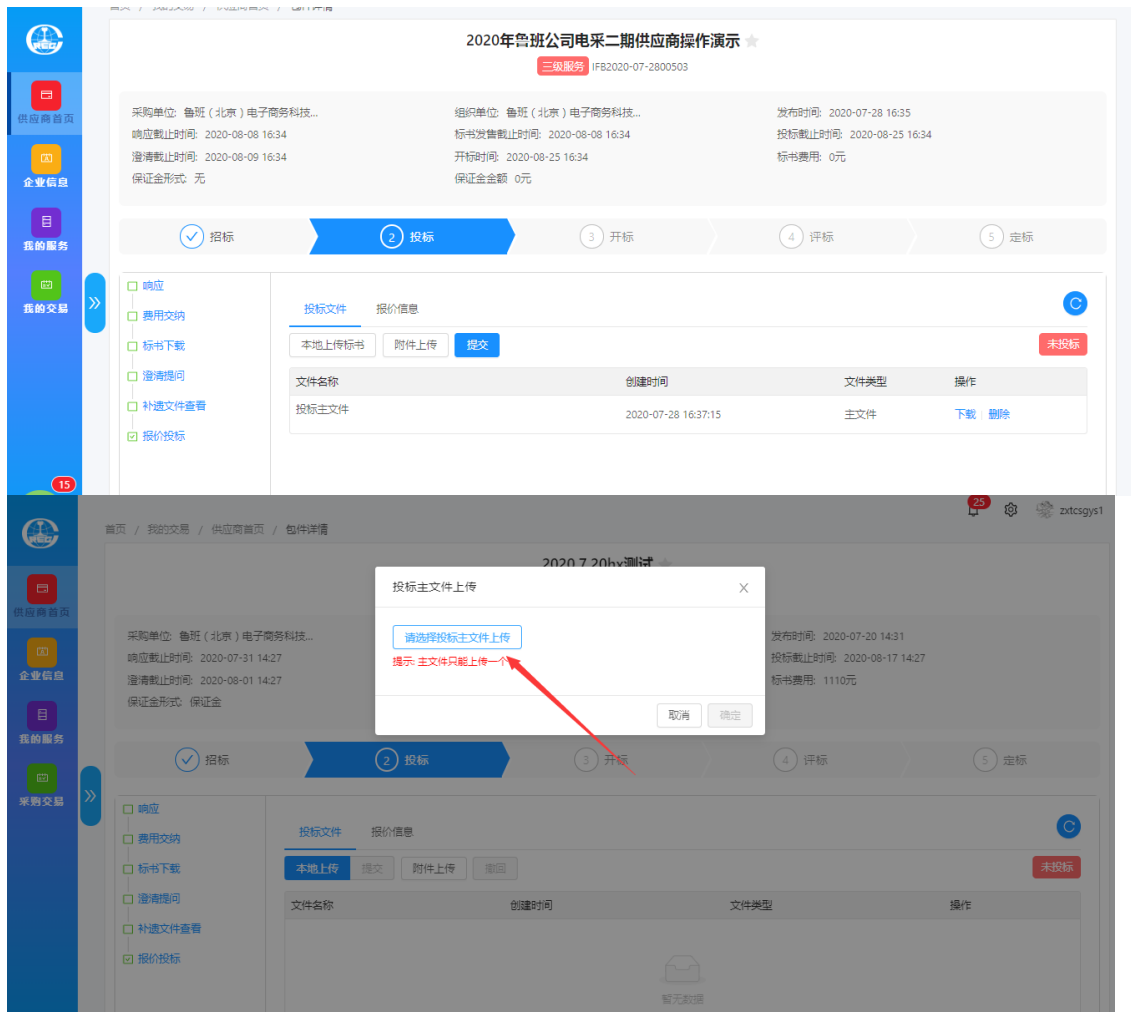 首页 / 我的交易 / 供应商首页 / 包件详情
2020年鲁班公司电采二期供应商操作演示
三级服务 IFB2020-07-2800503
供应商首页
企业信息
我的服务
我的交易
15
采购单位: 鲁班（北京）电子商务科技... 组织单位: 鲁班（北京）电子商务科技... 发布时间: 2020-07-28 16:35
响应截止时间: 2020-08-08 16:34 标书发售截止时间: 2020-08-08 16:34 投标截止时间: 2020-08-25 16:34
澄清截止时间: 2020-08-09 16:34 开标时间: 2020-08-25 16:34 标书费用: 0元
保证金形式: 无 保证金金额 0元
招标 2 投标 3 开标 4 评标 5 定标
响应
费用交纳
标书下载
澄清提问
补遗文件查看
报价投标
投标文件 报价信息
本地上传标书 附件上传 提交 未投标
文件名称 创建时间 文件类型 操作
投标主文件 2020-07-28 16:37:15 主文件 下载 删除
25 zxtcsgys1
首页 / 我的交易 / 供应商首页 / 包件详情
2020.7.20hx测试
供应商首页
企业信息
我的服务
采购交易
投标主文件上传
请选择投标主文件上传
提示: 主文件只能上传一个
取消 确定
采购单位: 鲁班（北京）电子商务科技... 发布时间: 2020-07-20 14:31
响应截止时间: 2020-07-31 14:27 投标截止时间: 2020-08-17 14:27
澄清截止时间: 2020-08-01 14:27 标书费用: 1110元
保证金形式: 保证金
招标 2 投标 3 开标 4 评标 5 定标
响应
费用交纳
标书下载
澄清提问
补遗文件查看
报价投标
投标文件 报价信息
本地上传 提交 附件上传 撤回 未投标
文件名称 创建时间 文件类型 操作
暂无数据